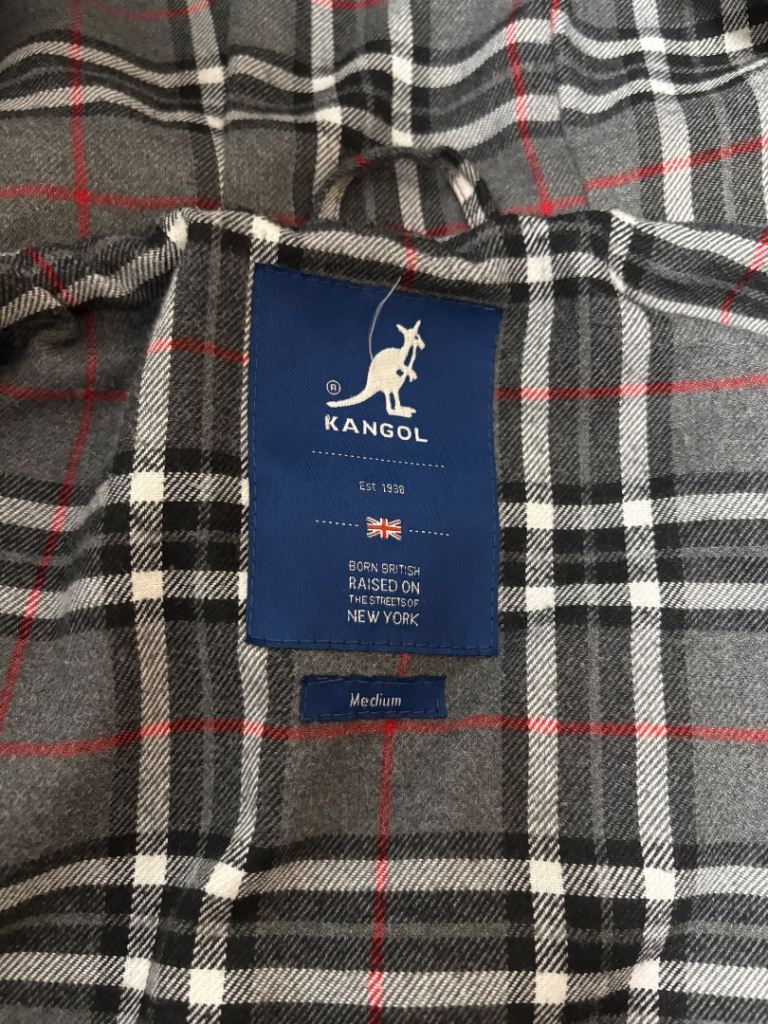 ®
KANGOL
Est 1938
BORN BRITISH
RAISED ON
THE STREETS OF
NEW YORK
Medium